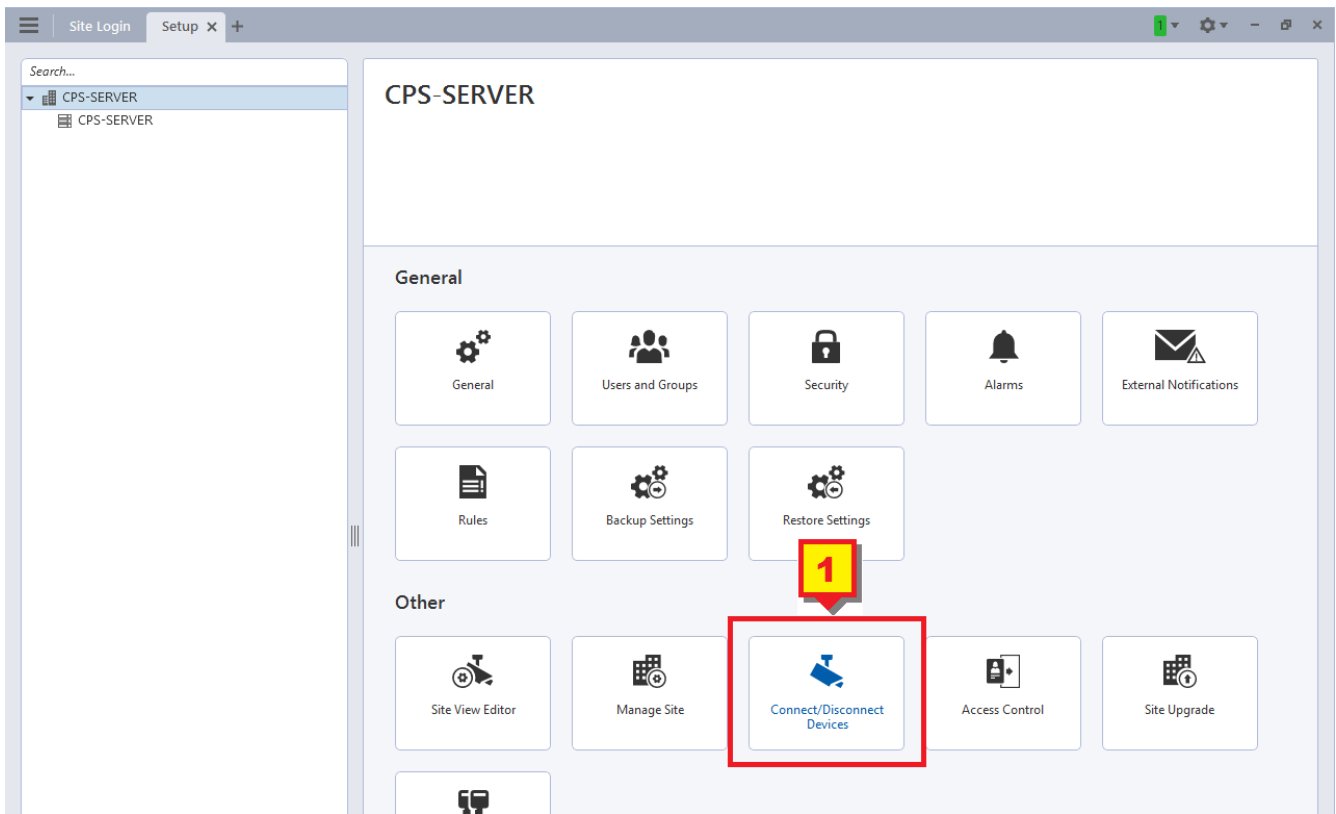 Site Login
Setup
1
Search...
CPS-SERVER
CPS-SERVER
CPS-SERVER
General
General
Users and Groups
Security
Alarms
External Notifications
Rules
Backup Settings
Restore Settings
1
Other
Site View Editor
Manage Site
Connect/Disconnect
Devices
Access Control
Site Upgrade